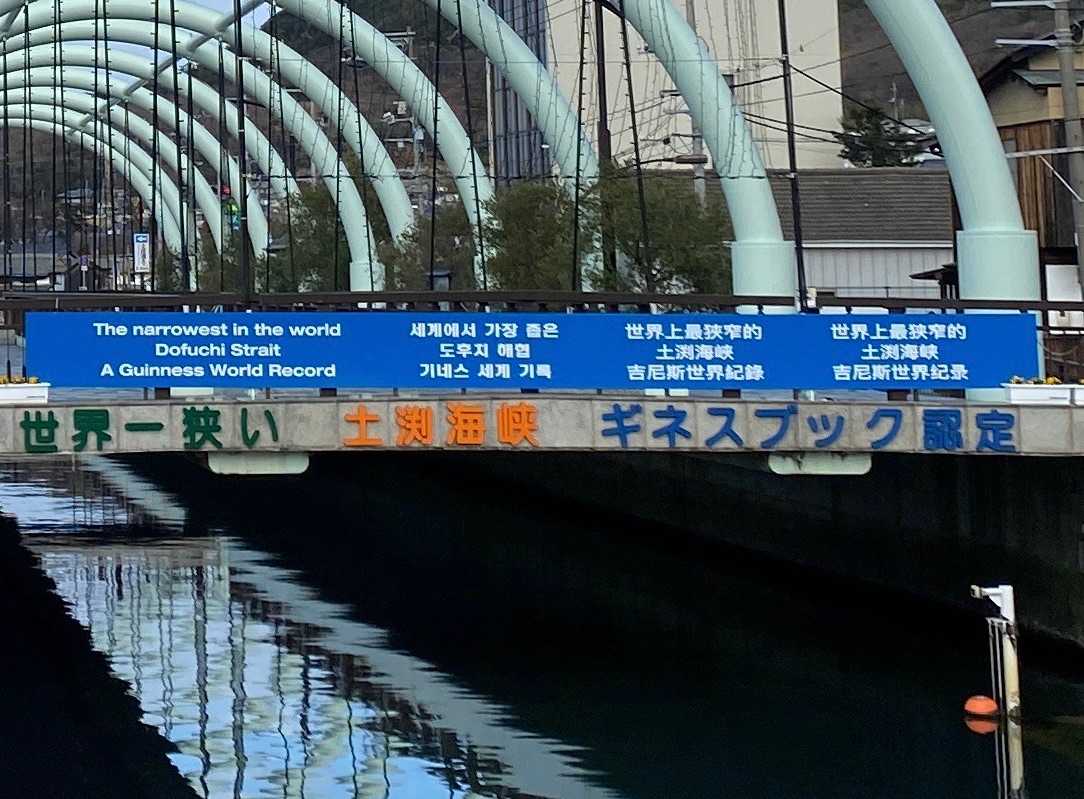 The narrowest in the world
Dofuchi Strait
A Guinness World Record
세계에서 가장 좁은
도후치 해협
기네스 세계 기록
世界上最狹窄的
土渕海峽
吉尼斯世界紀錄
世界上最狭窄的
土渕海峡
吉尼斯世界纪录
世界一狭い 土渕海峡 ギネスブック認定